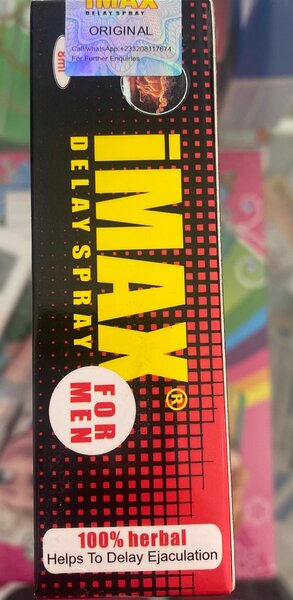 iMAX
DELAY SPRAY
ORIGINAL
Call/whatsApp:+233208117674
For Further Enquiries
8ml
iMAX®
DELAY SPRAY
FOR
MEN
100% herbal
Helps To Delay Ejaculation